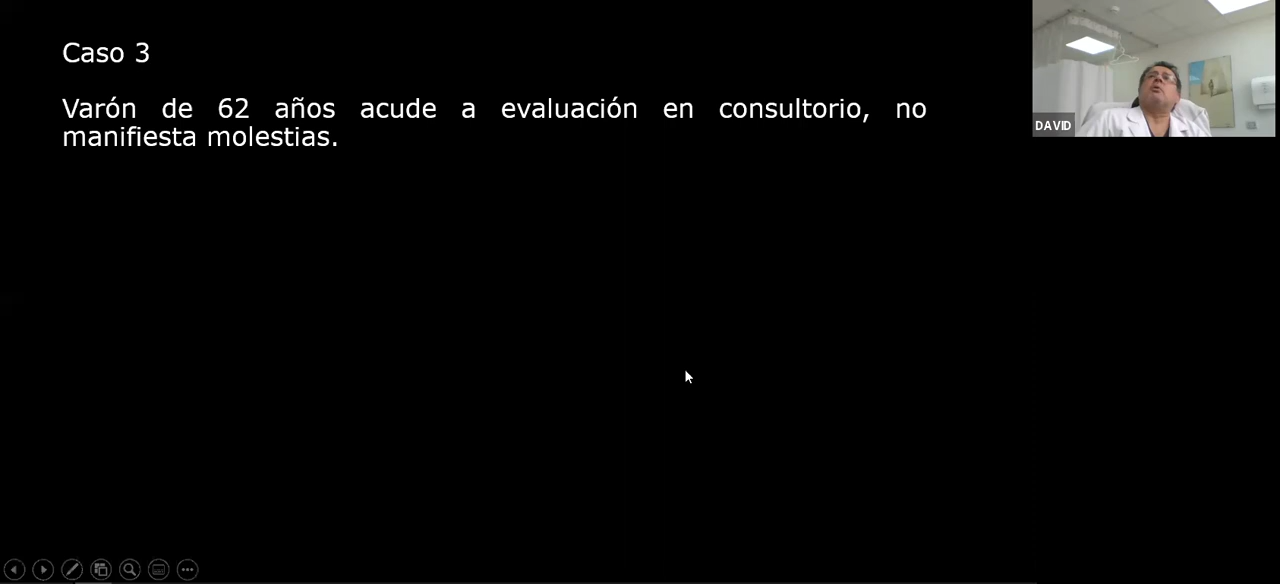 Caso 3
Varón de 62 años acude a evaluación en consultorio, no
manifiesta molestias.
DAVID